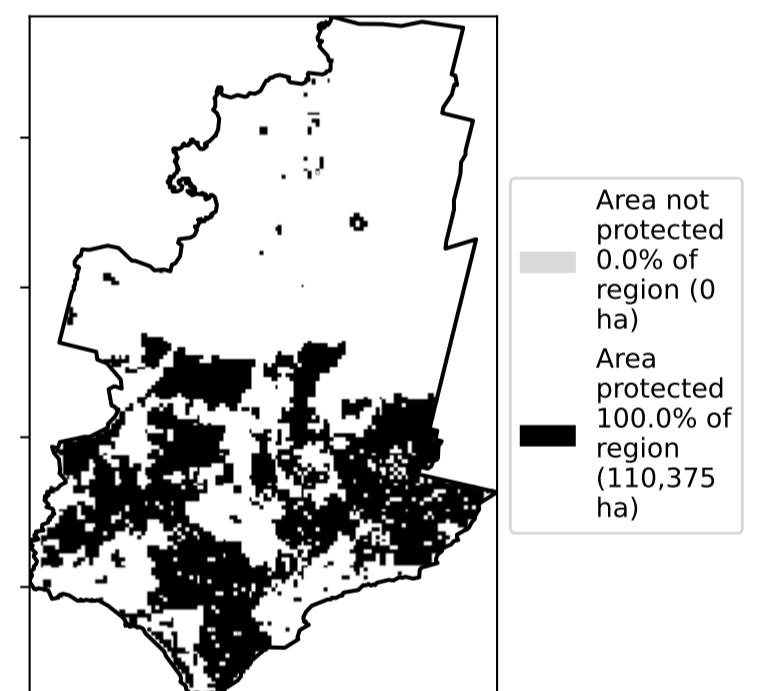 Area not
protected
0.0% of
region (0
ha)
Area
protected
100.0% of
region
(110,375
ha)